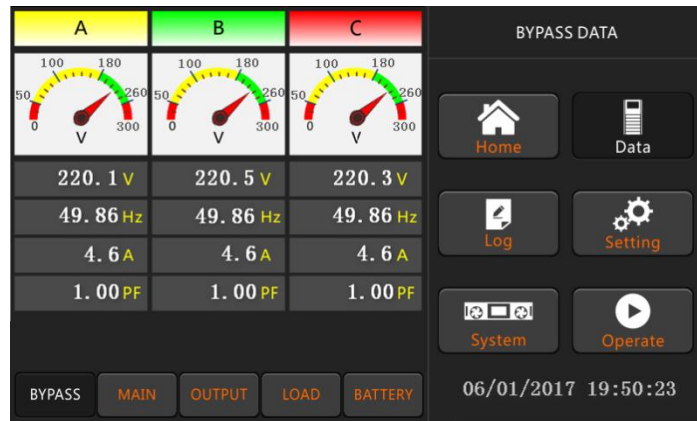 A B C
BYPASS DATA
100 180 100 180 100 180
50 260 50 260 50 260
0 300 0 300 0 300
V V V
220.1 V 220.5 V 220.3 V
49.86 Hz 49.86 Hz 49.86 Hz
4.6 A 4.6 A 4.6 A
1.00 PF 1.00 PF 1.00 PF
BYPASS MAIN OUTPUT LOAD BATTERY
Home Data
Log Setting
System Operate
06/01/2017 19:50:23